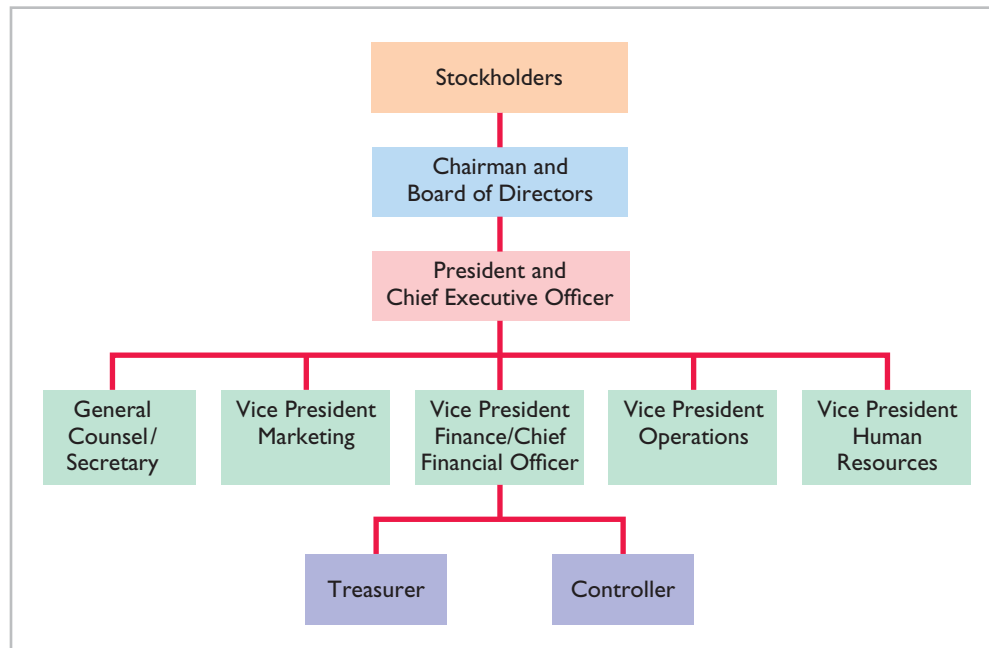 Stockholders
Chairman and
Board of Directors
President and
Chief Executive Officer
General
Counsel/
Secretary
Vice President
Marketing
Vice President
Finance/Chief
Financial Officer
Vice President
Operations
Vice President
Human
Resources
Treasurer
Controller